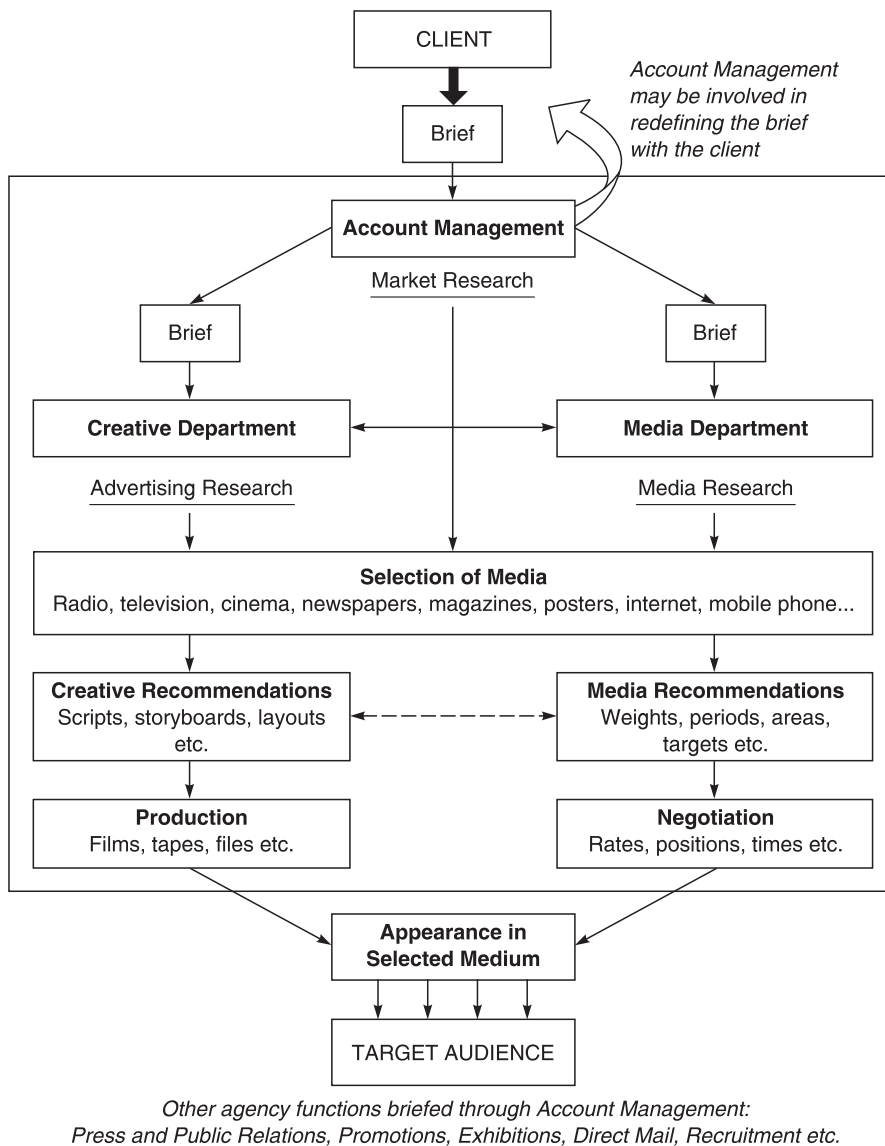 CLIENT
Account Management
may be involved in
redefining the brief
with the client
Brief
Account Management
Market Research
Brief
Brief
Creative Department
Media Department
Advertising Research
Media Research
Selection of Media
Radio, television, cinema, newspapers, magazines, posters, internet, mobile phone...
Creative Recommendations
Scripts, storyboards, layouts
etc.
Media Recommendations
Weights, periods, areas,
targets etc.
Production
Films, tapes, files etc.
Negotiation
Rates, positions, times etc.
Appearance in
Selected Medium
TARGET AUDIENCE
Other agency functions briefed through Account Management:
Press and Public Relations, Promotions, Exhibitions, Direct Mail, Recruitment etc.